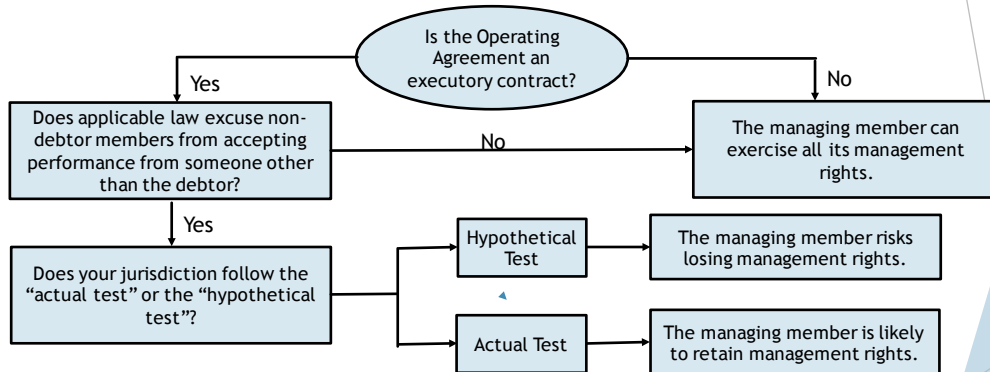 Is the Operating
Agreement an
executory contract?
Yes
No
Does applicable law excuse non-
debtor members from accepting
performance from someone other
than the debtor?
No
The managing member can
exercise all its management
rights.
Yes
Does your jurisdiction follow the
“actual test” or the “hypothetical
test”?
Hypothetical
Test
The managing member risks
losing management rights.
Actual Test
The managing member is likely
to retain management rights.